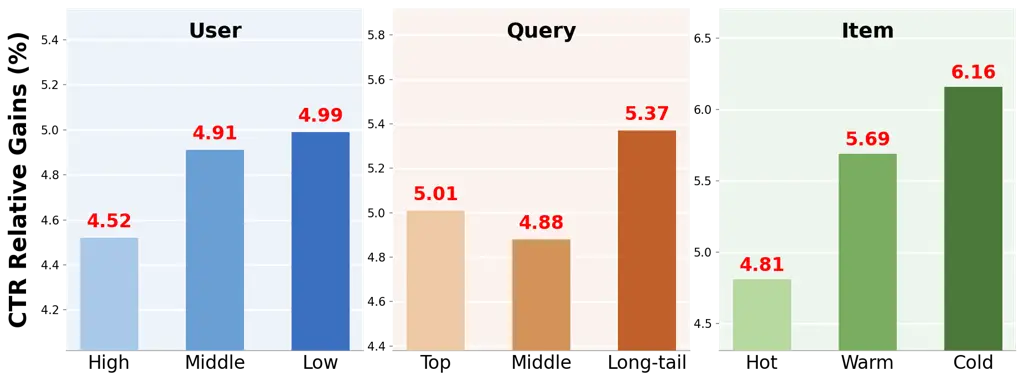 CTR Relative Gains (%)
User
5.4
5.2
5.0
4.8
4.6
4.4
4.2
4.52
4.91
4.99
High
Middle
Low
Query
5.8
5.6
5.4
5.2
5.0
4.8
4.6
4.4
5.01
4.88
5.37
Top
Middle
Long-tail
Item
6.5
6.0
5.5
5.0
4.5
4.81
5.69
6.16
Hot
Warm
Cold